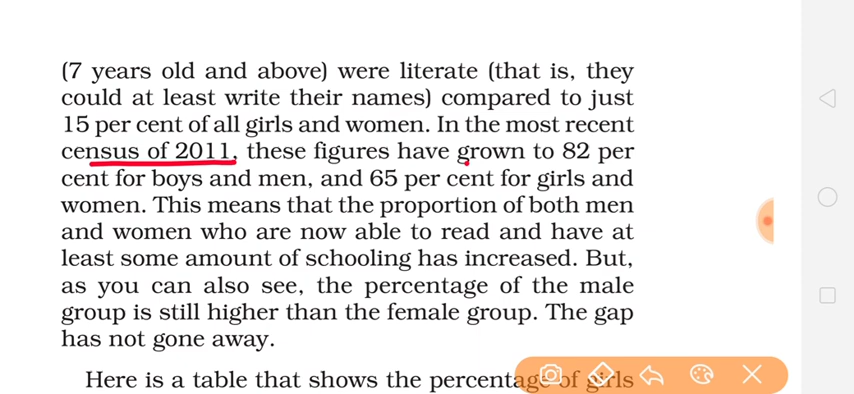 (7 years old and above) were literate (that is, they
could at least write their names) compared to just
15 per cent of all girls and women. In the most recent
census of 2011, these figures have grown to 82 per
cent for boys and men, and 65 per cent for girls and
women. This means that the proportion of both men
and women who are now able to read and have at
least some amount of schooling has increased. But,
as you can also see, the percentage of the male
group is still higher than the female group. The gap
has not gone away.
Here is a table that shows the percentage of girls